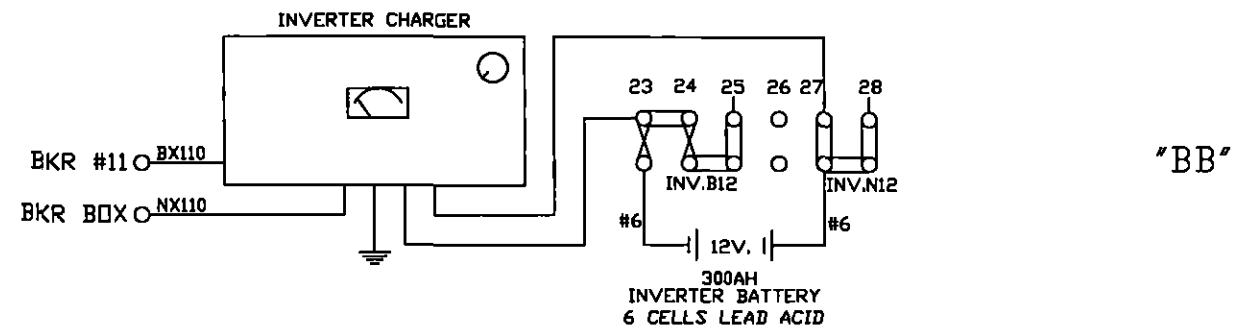 INVERTER CHARGER
23 24 25 26 27 28
BKR #11 BX110
INV.B12 INV.N12
"BB"
BKR BOX NX110
#6 12V. #6
300AH
INVERTER BATTERY
6 CELLS LEAD ACID